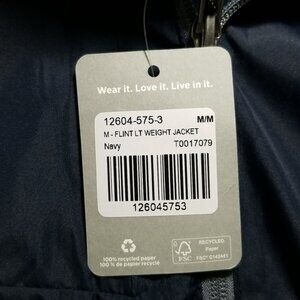 Wear it. Love it. Live in it.
12604-575-3 M/M
M - FLINT LT WEIGHT JACKET
Navy T0017079
126045753
100% recycled paper
100 % de papier recyclé
FSC
RECYCLED
Paper